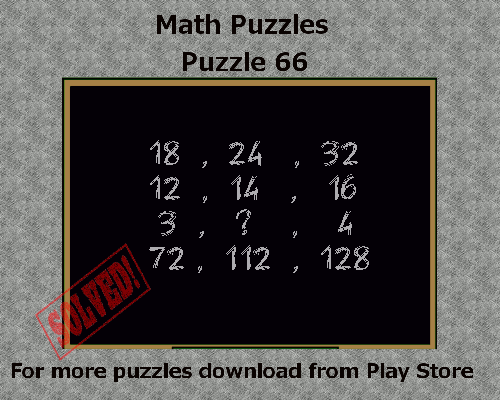 Math Puzzles
Puzzle 66
18 , 24 , 32
12 , 14 , 16
3 , ? , 4
72 , 112 , 128
SOLVED!
For more puzzles download from Play Store